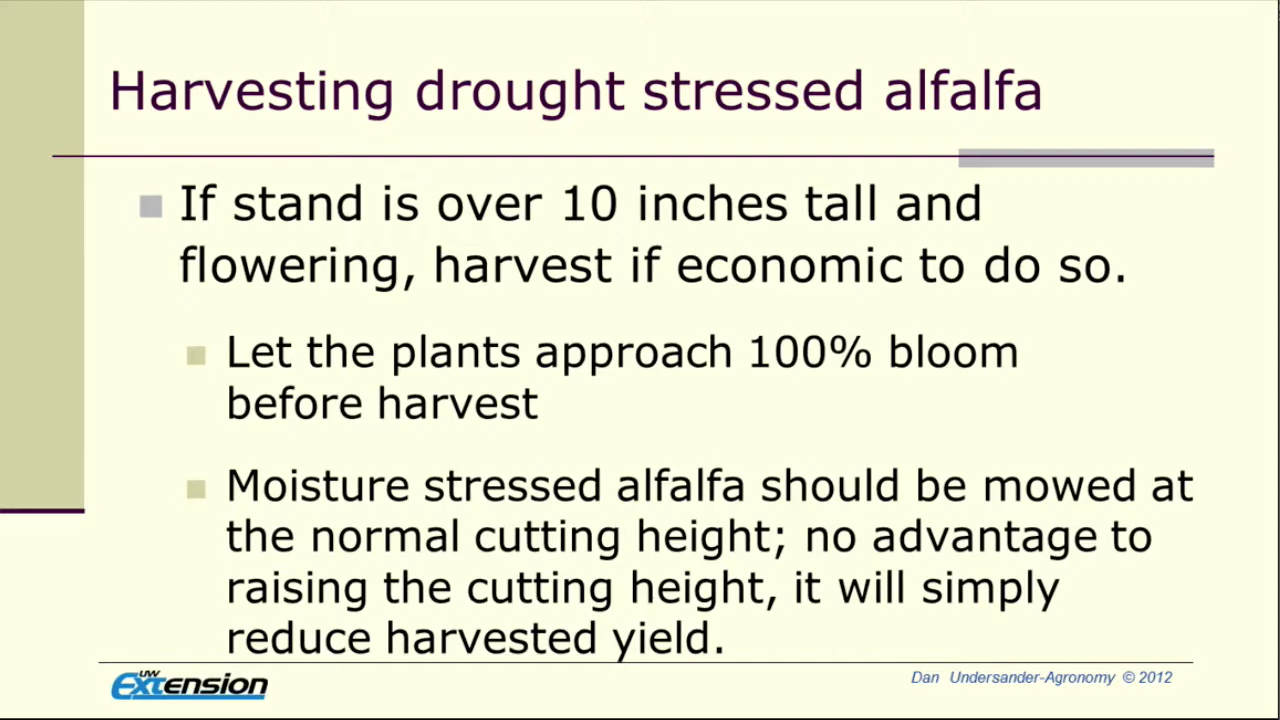 Harvesting drought stressed alfalfa
If stand is over 10 inches tall and
flowering, harvest if economic to do so.
Let the plants approach 100% bloom
before harvest
Moisture stressed alfalfa should be mowed at
the normal cutting height; no advantage to
raising the cutting height, it will simply
reduce harvested yield.
UW
Extension
Dan Undersander-Agronomy © 2012